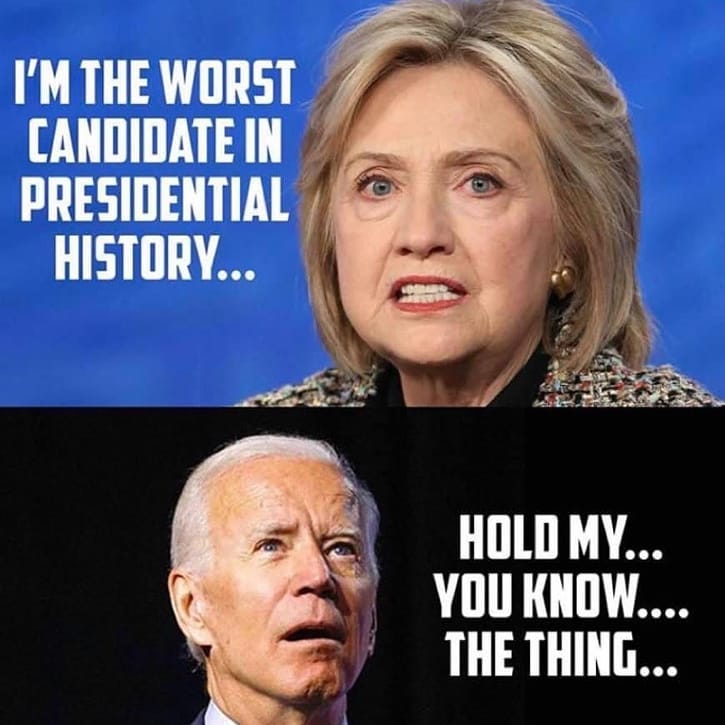 I'M THE WORST
CANDIDATE IN
PRESIDENTIAL
HISTORY...
HOLD MY...
YOU KNOW....
THE THING...